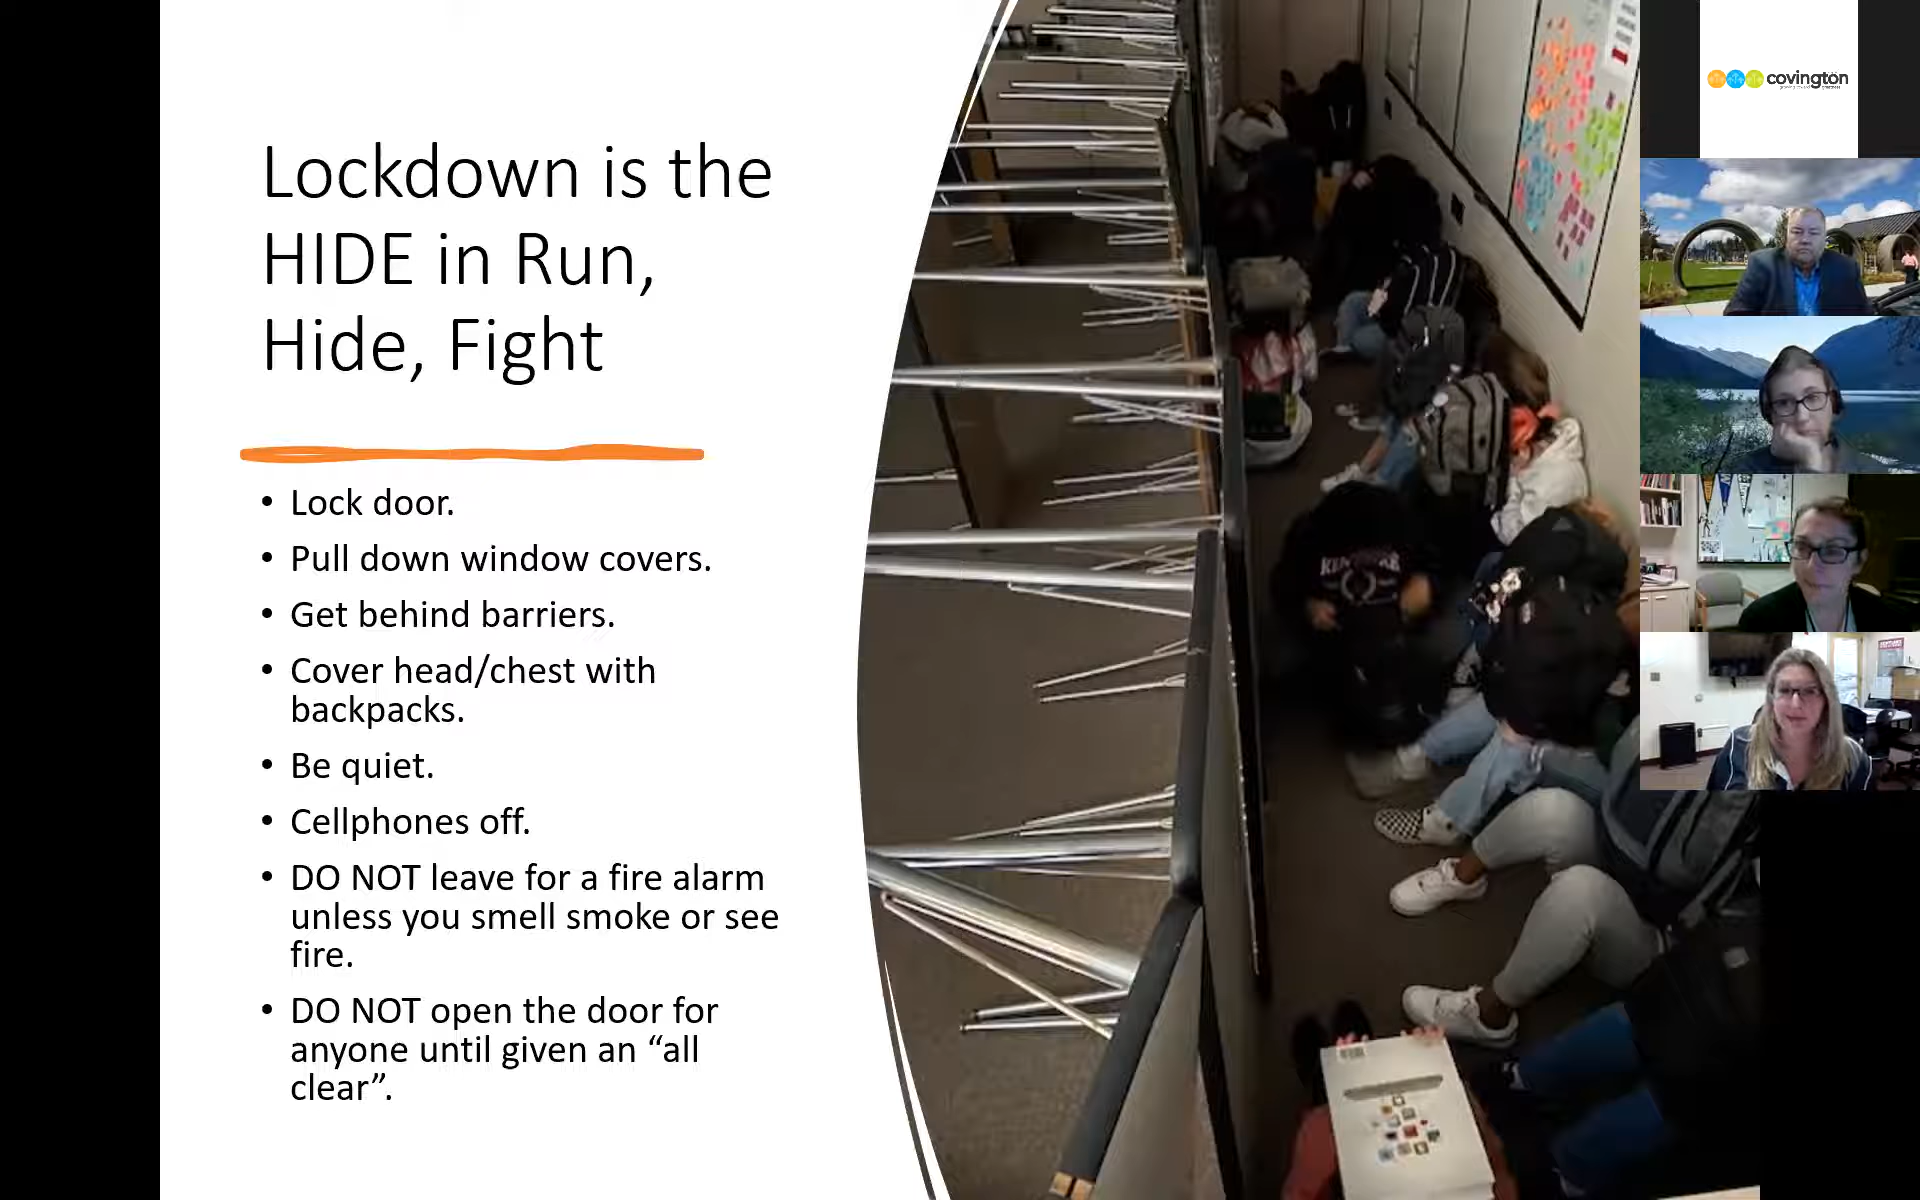 Lockdown is the
HIDE in Run,
Hide, Fight
• Lock door.
• Pull down window covers.
• Get behind barriers.
• Cover head/chest with
backpacks.
• Be quiet.
• Cellphones off.
• DO NOT leave for a fire alarm
unless you smell smoke or see
fire.
• DO NOT open the door for
anyone until given an “all
clear”.
covington